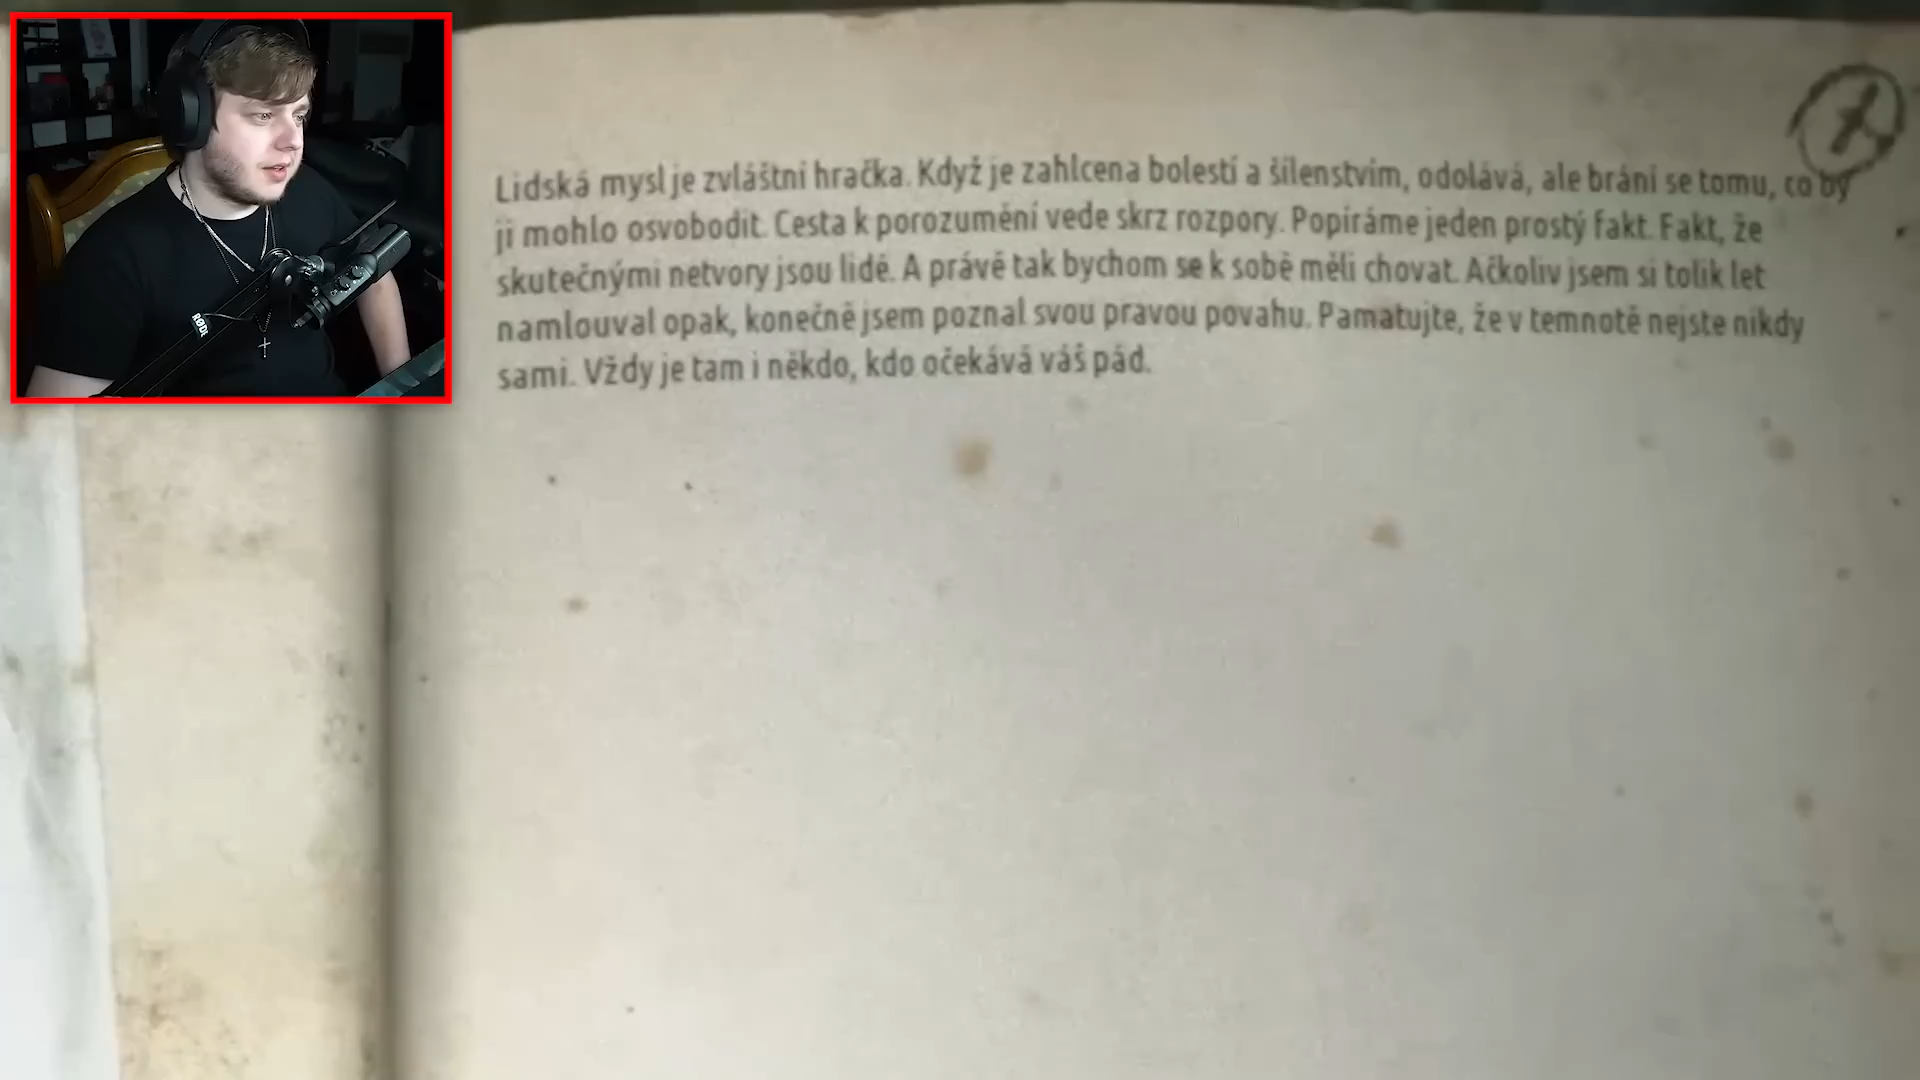 Lidská mysl je zvláštní hračka. Když je zahlcena bolestí a šílenstvím, odolává, ale brání se tomu, co by
ji mohlo osvobodit. Cesta k porozumění vede skrz rozpory. Popíráme jeden prostý fakt. Fakt, že
skutečnými netvory jsou lidé. A právě tak bychom se k sobě měli chovat. Ačkoliv jsem si tolik let
namlouval opak, konečně jsem poznal svou pravou povahu. Pamatujte, že v temnotě nejste nikdy
sami. Vždy je tam i někdo, kdo očekává váš pád.
RØDE